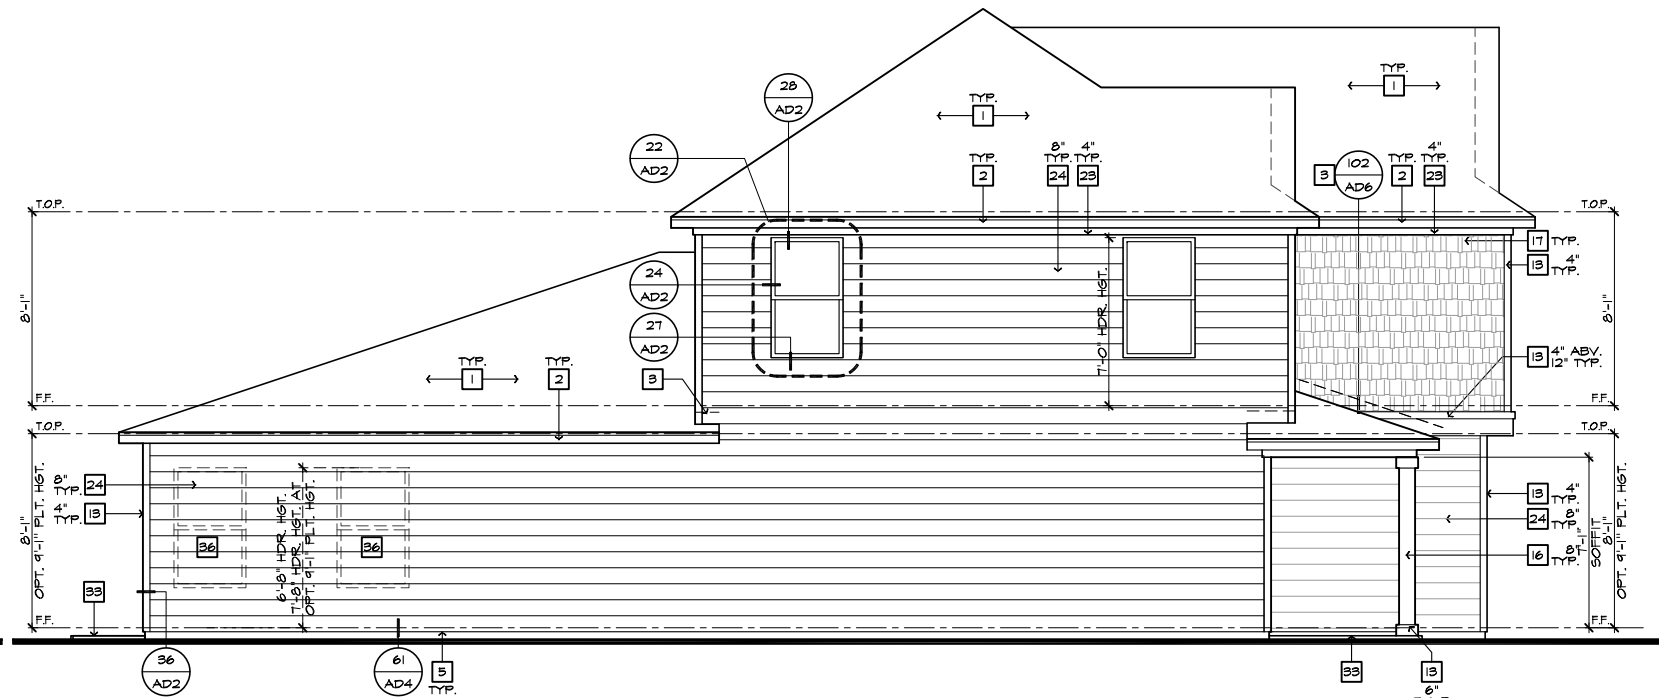 28
AD2
22
AD2
TYP.
1
TYP.
1
TYP.
2
8"
TYP.
24
4"
TYP.
23
3
102
AD6
TYP.
2
4"
TYP.
23
T.O.P.
T.O.P.
17 TYP.
13 4"
TYP.
24
AD2
27
AD2
8'-1"
7'-0" HDR. HGT.
8'-1"
TYP.
1
TYP.
2
3
13 4" ABV.
12" TYP.
F.F.
F.F.
T.O.P.
T.O.P.
8"
TYP.
24
4"
TYP.
13
8'-1"
OPT. 9'-1" PLT. HGT.
36
36
6'-8" HDR. HGT.
7'-8" HDR. HGT. AT
OPT. 9'-1" PLT. HGT.
13 4"
TYP.
24 8"
TYP.
16 8"
TYP.
7'-1"
SOFFIT
8'-1"
OPT. 9'-1" PLT. HGT.
33
F.F.
F.F.
36
AD2
61
AD4
5
TYP.
33
13
6"